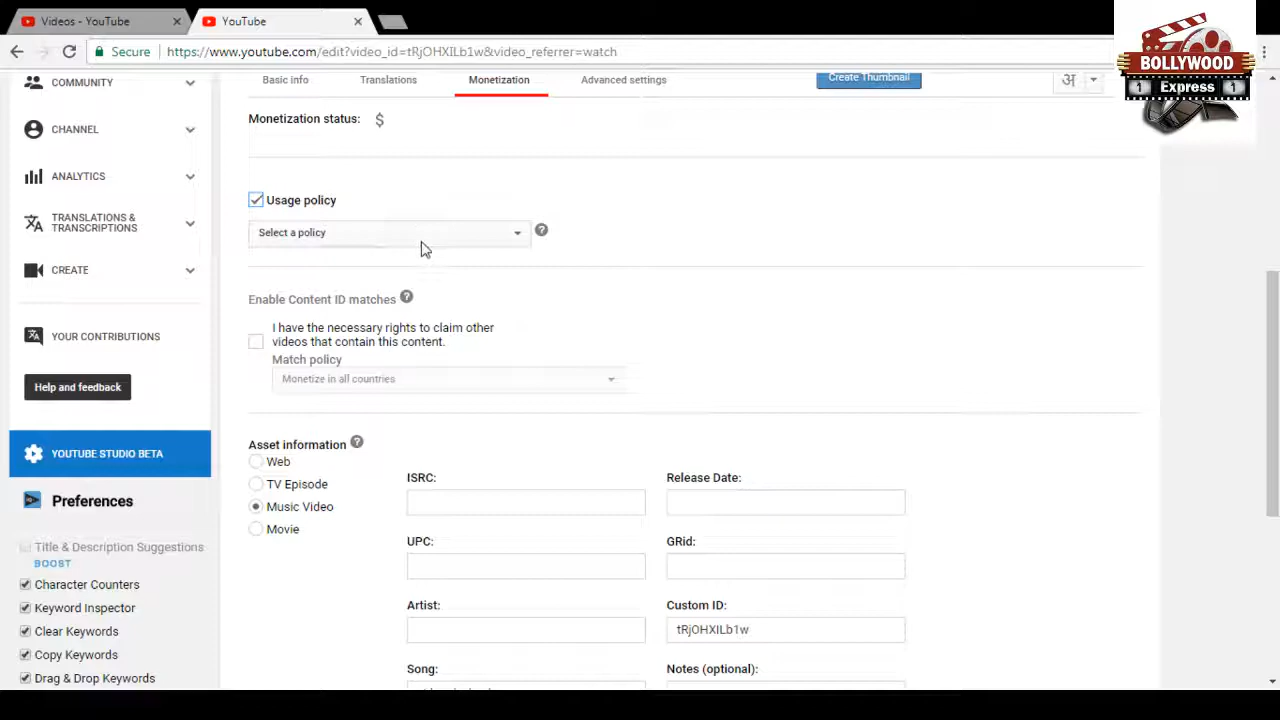 Videos - YouTube
YouTube
Secure https://www.youtube.com/edit?video_id=tRjOHXILb1w&video_referrer=watch
BOLLYWOOD
1 Express 1
COMMUNITY
CHANNEL
ANALYTICS
TRANSLATIONS &
TRANSCRIPTIONS
CREATE
YOUR CONTRIBUTIONS
Help and feedback
YOUTUBE STUDIO BETA
Preferences
Title & Description Suggestions
BOOST
Character Counters
Keyword Inspector
Clear Keywords
Copy Keywords
Drag & Drop Keywords
Basic info Translations Monetization Advanced settings Create Thumbnail अ
Monetization status: $
Usage policy
Select a policy ?
Enable Content ID matches ?
I have the necessary rights to claim other
videos that contain this content.
Match policy
Monetize in all countries
Asset information ?
Web
TV Episode
Music Video
Movie
ISRC: Release Date:
UPC: GRid:
Artist: Custom ID:
tRjOHXILb1w
Song: Notes (optional):